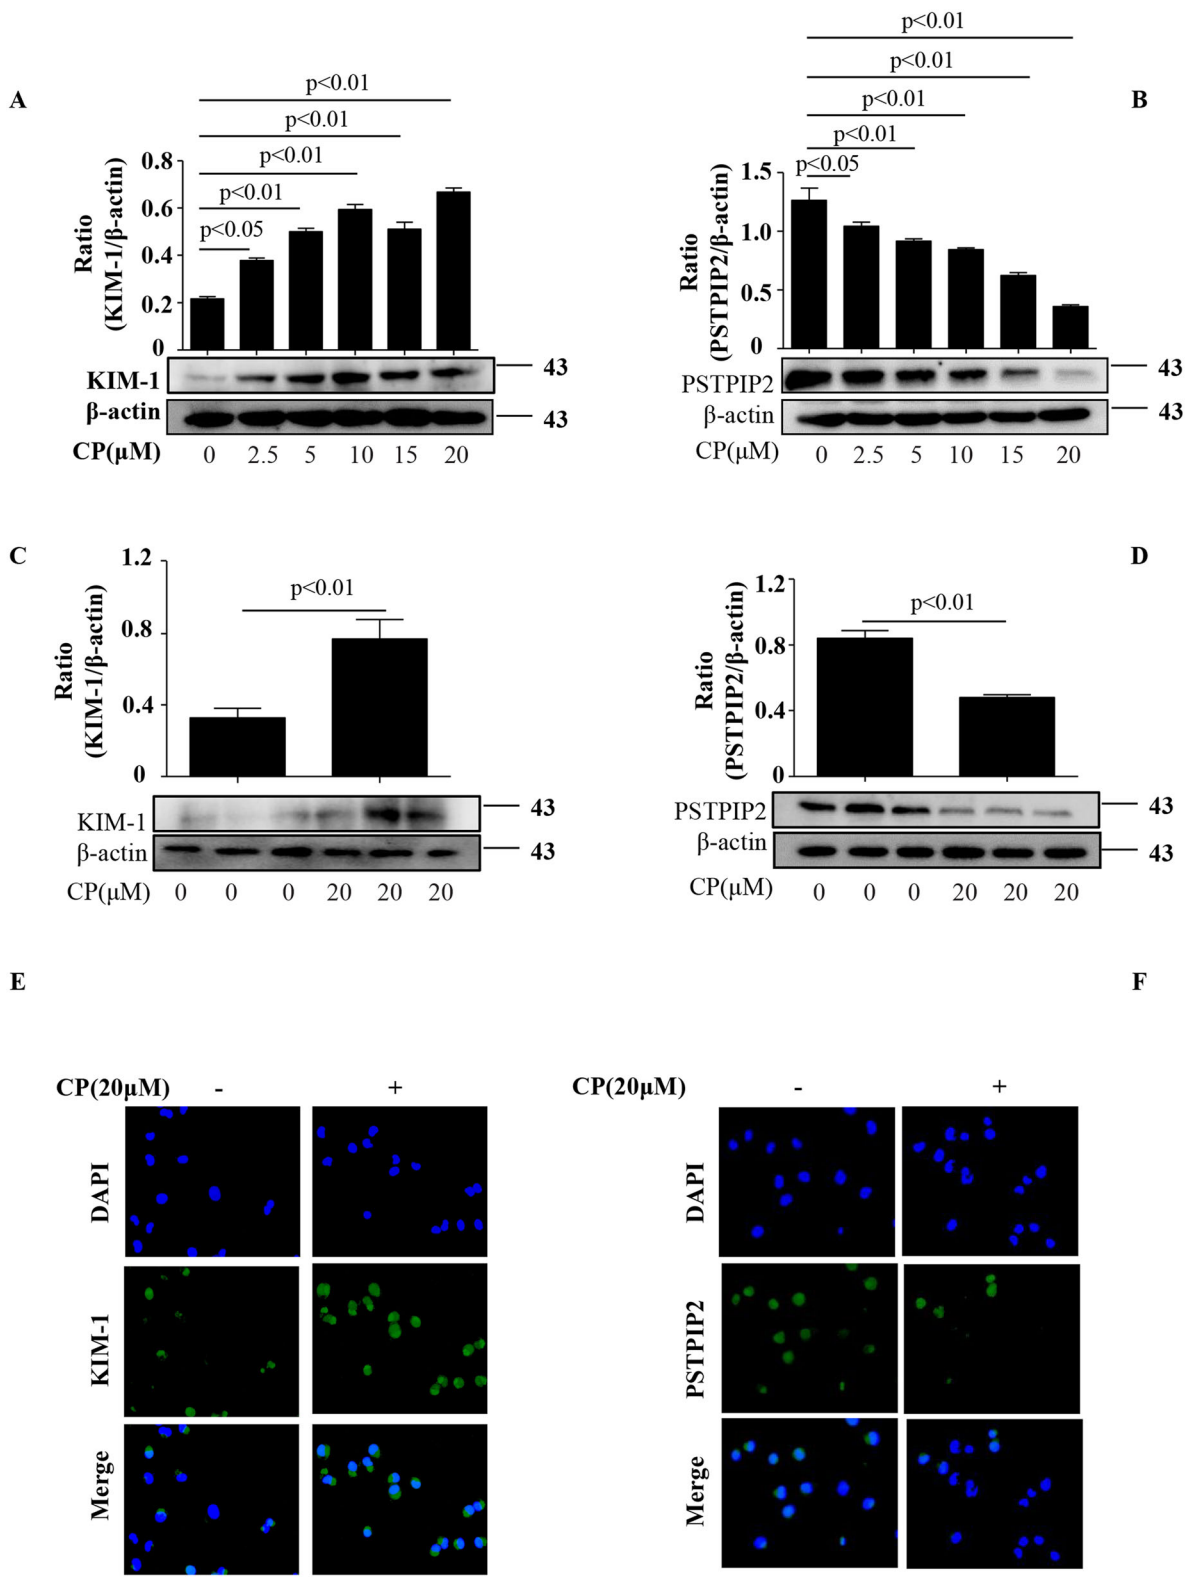 A
p<0.01
p<0.01
p<0.01
p<0.01
p<0.05
Ratio
(KIM-1/β-actin)
0.8
0.6
0.4
0.2
0
KIM-1
43
β-actin
43
CP(μM) 0 2.5 5 10 15 20
B
p<0.01
p<0.01
p<0.01
p<0.01
p<0.05
Ratio
(PSTPIP2/β-actin)
1.5
1.0
0.5
0
PSTPIP2
43
β-actin
43
CP(μM) 0 2.5 5 10 15 20
C
p<0.01
Ratio
(KIM-1/β-actin)
1.2
0.8
0.4
0
KIM-1
43
β-actin
43
CP(μM) 0 0 0 20 20 20
D
p<0.01
Ratio
(PSTPIP2/β-actin)
1.2
0.8
0.4
0
PSTPIP2
43
β-actin
43
CP(μM) 0 0 0 20 20 20
E
CP(20μM) - +
DAPI
KIM-1
Merge
F
CP(20μM) - +
DAPI
PSTPIP2
Merge